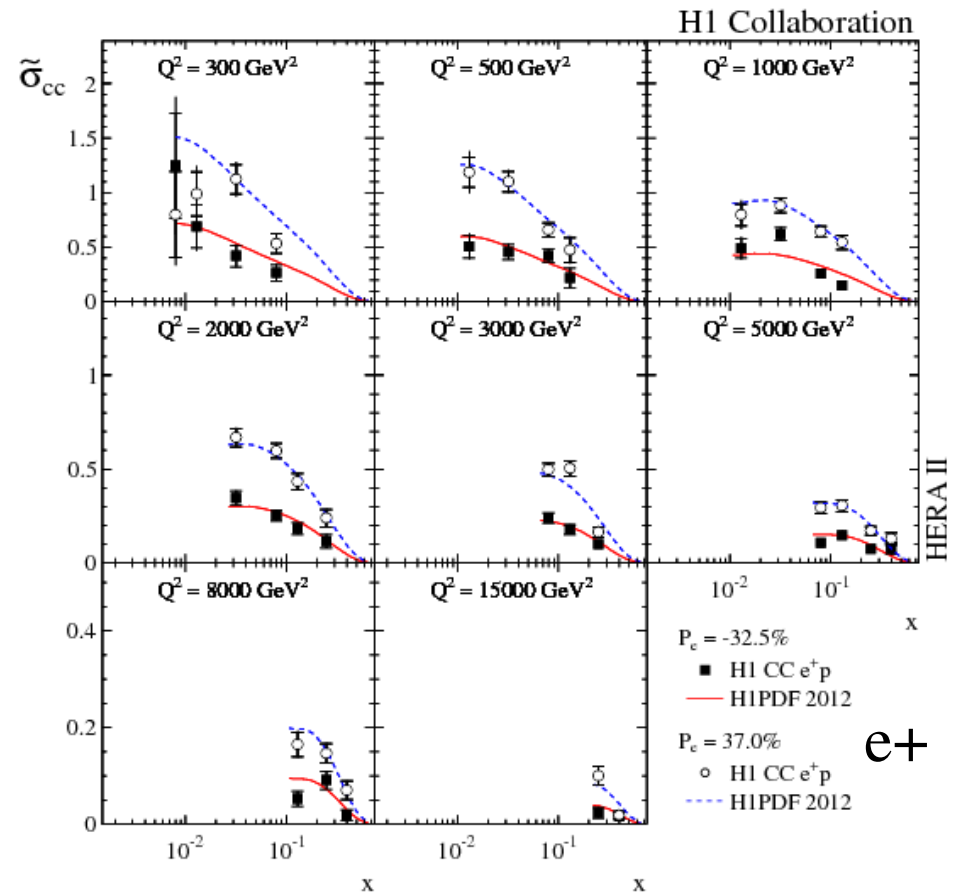 H1 Collaboration
σ̃cc
Q² = 300 GeV²
Q² = 500 GeV²
Q² = 1000 GeV²
2
1.5
1
0.5
0
Q² = 2000 GeV²
Q² = 3000 GeV²
Q² = 5000 GeV²
1
0.5
0
HERA II
Q² = 8000 GeV²
Q² = 15000 GeV²
10⁻² 10⁻¹
x
0.4
0.2
0
Pₑ = -32.5%
H1 CC e⁺p
H1PDF 2012
Pₑ = 37.0%
H1 CC e⁺p
H1PDF 2012
e+
10⁻² 10⁻¹ 10⁻² 10⁻¹
x x